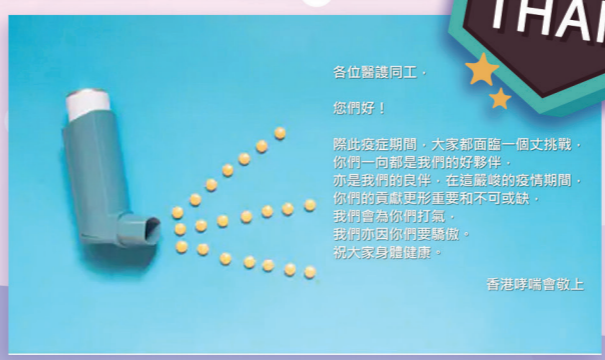 THA
各位醫護同工，
您們好！
際此疫症期間，大家都面臨一個丈挑戰，
你們一向都是我們的好夥伴，
亦是我們的良伴，在這嚴峻的疫情期間，
你們的貢獻更形重要和不可或缺，
我們會為你們打氣，
我們亦因你們要驕傲。
祝大家身體健康。
香港哮喘會敬上